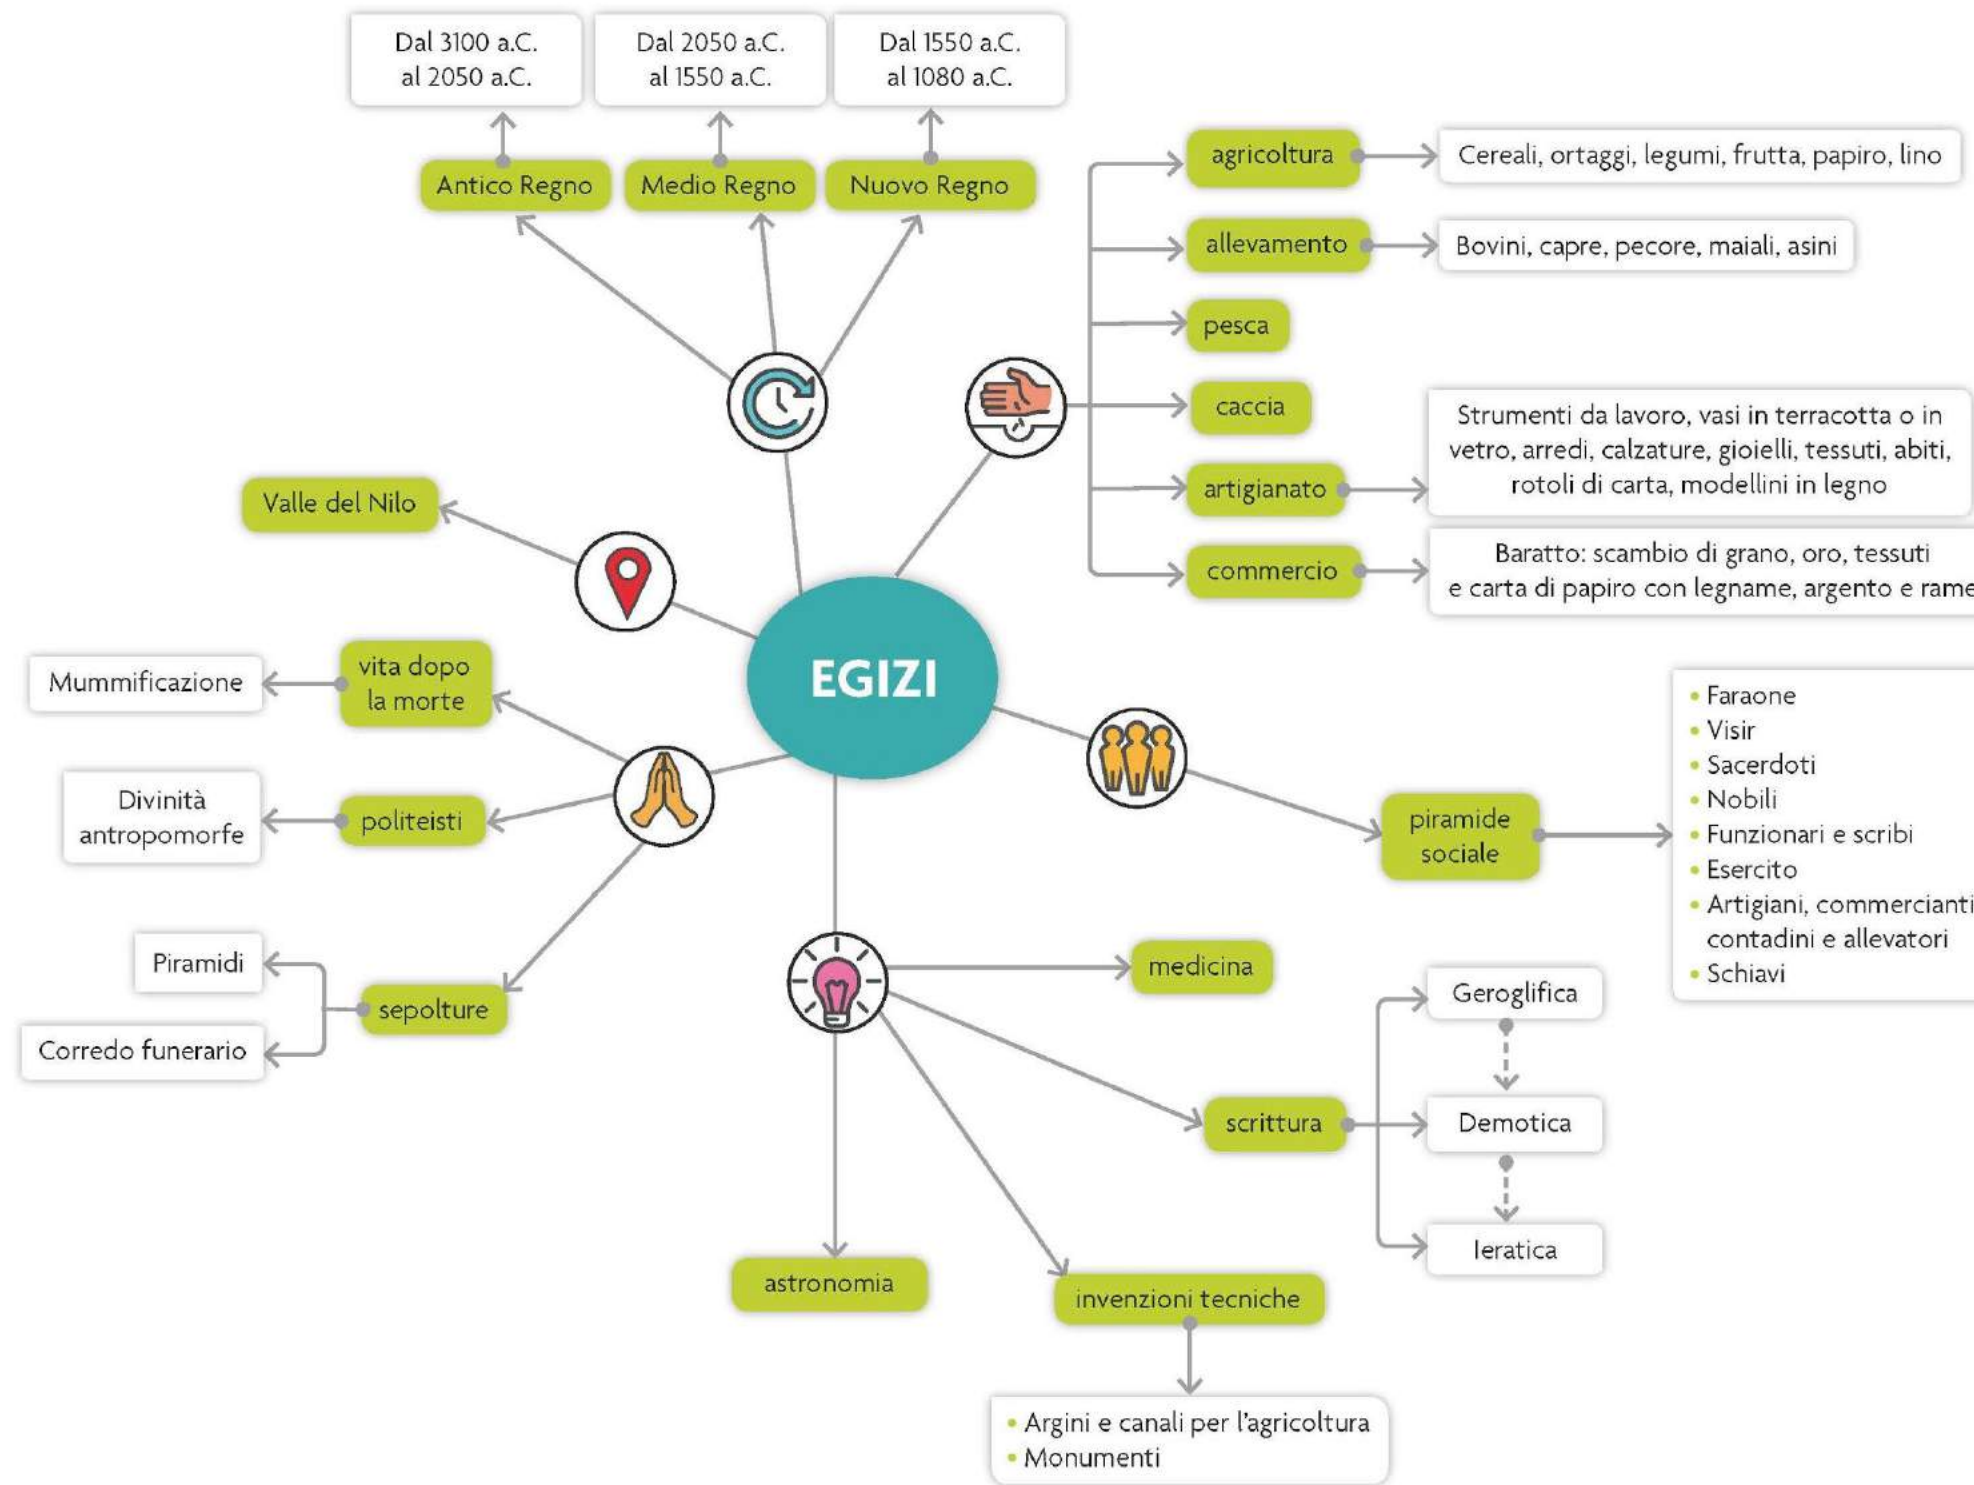 Dal 3100 a.C.
al 2050 a.C.
Dal 2050 a.C.
al 1550 a.C.
Dal 1550 a.C.
al 1080 a.C.
Antico Regno
Medio Regno
Nuovo Regno
agricoltura
Cereali, ortaggi, legumi, frutta, papiro, lino
allevamento
Bovini, capre, pecore, maiali, asini
pesca
caccia
artigianato
Strumenti da lavoro, vasi in terracotta o in
vetro, arredi, calzature, gioielli, tessuti, abiti,
rotoli di carta, modellini in legno
commercio
Baratto: scambio di grano, oro, tessuti
e carta di papiro con legname, argento e rame
Valle del Nilo
EGIZI
vita dopo
la morte
Mummificazione
politeisti
Divinità
antropomorfe
sepolture
Piramidi
Corredo funerario
piramide
sociale
• Faraone
• Visir
• Sacerdoti
• Nobili
• Funzionari e scribi
• Esercito
• Artigiani, commercianti
contadini e allevatori
• Schiavi
medicina
scrittura
Geroglifica
Demotica
Ieratica
astronomia
invenzioni tecniche
• Argini e canali per l'agricoltura
• Monumenti